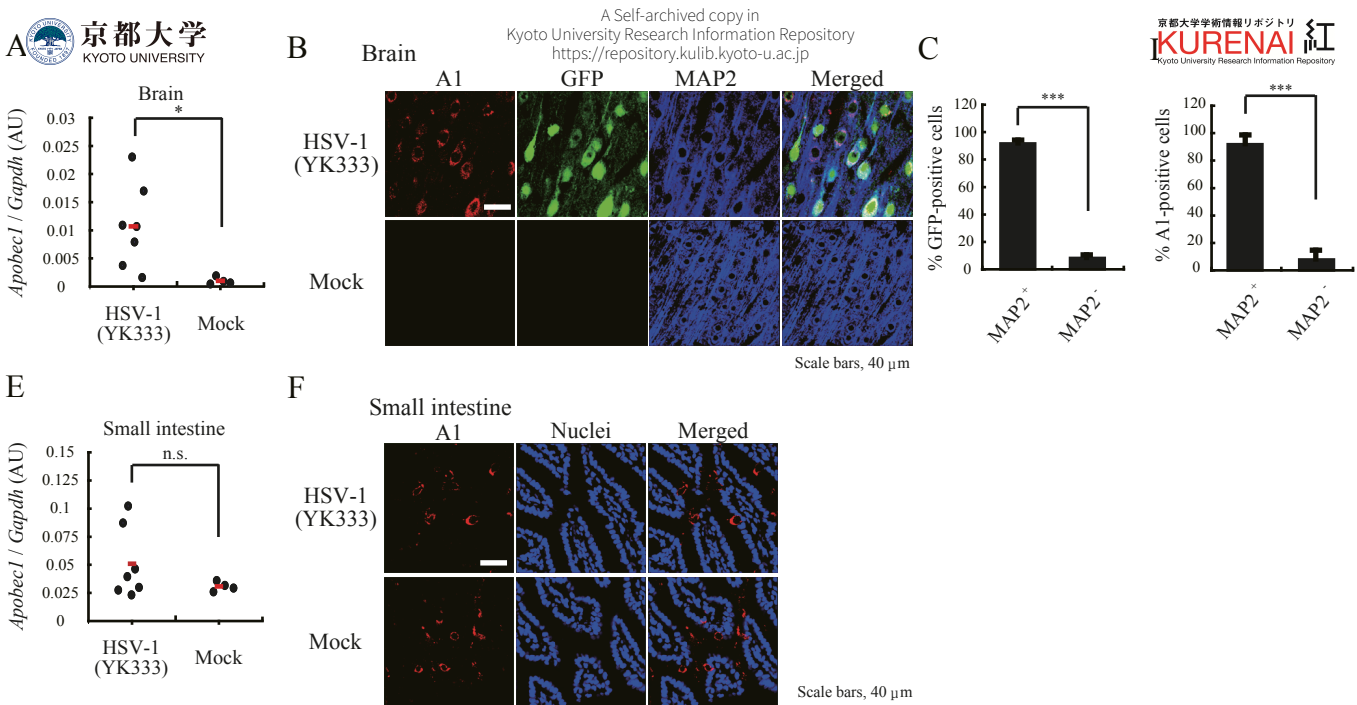 A Self-archived copy in
Kyoto University Research Information Repository
https://repository.kulib.kyoto-u.ac.jp
京都大学
KYOTO UNIVERSITY
京都大学学術情報リポジトリ
KURENAI 紅
Kyoto University Research Information Repository
A
Brain
*
Apobec1 / Gapdh (AU)
0.03
0.025
0.02
0.015
0.01
0.005
0
HSV-1
(YK333)
Mock
B
Brain
A1 GFP MAP2 Merged
HSV-1
(YK333)
Mock
Scale bars, 40 µm
C
***
% GFP-positive cells
120
100
80
60
40
20
0
MAP2+
MAP2-
***
% A1-positive cells
120
100
80
60
40
20
0
MAP2+
MAP2-
E
Small intestine
n.s.
Apobec1 / Gapdh (AU)
0.15
0.125
0.1
0.075
0.05
0.025
0
HSV-1
(YK333)
Mock
F
Small intestine
A1 Nuclei Merged
HSV-1
(YK333)
Mock
Scale bars, 40 µm